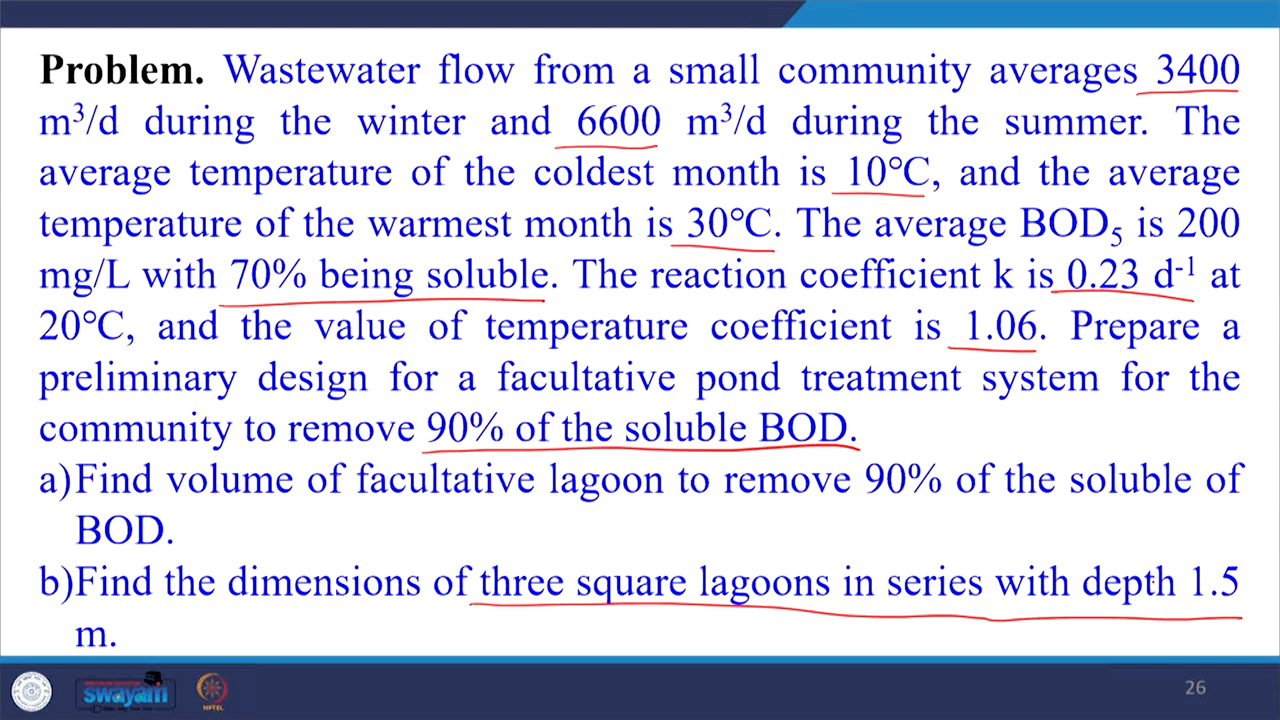 Problem. Wastewater flow from a small community averages 3400
m³/d during the winter and 6600 m³/d during the summer. The
average temperature of the coldest month is 10°C, and the average
temperature of the warmest month is 30°C. The average BOD₅ is 200
mg/L with 70% being soluble. The reaction coefficient k is 0.23 d⁻¹ at
20°C, and the value of temperature coefficient is 1.06. Prepare a
preliminary design for a facultative pond treatment system for the
community to remove 90% of the soluble BOD.
a)Find volume of facultative lagoon to remove 90% of the soluble of
BOD.
b)Find the dimensions of three square lagoons in series with depth 1.5
m.
swayam
NPTEL
26